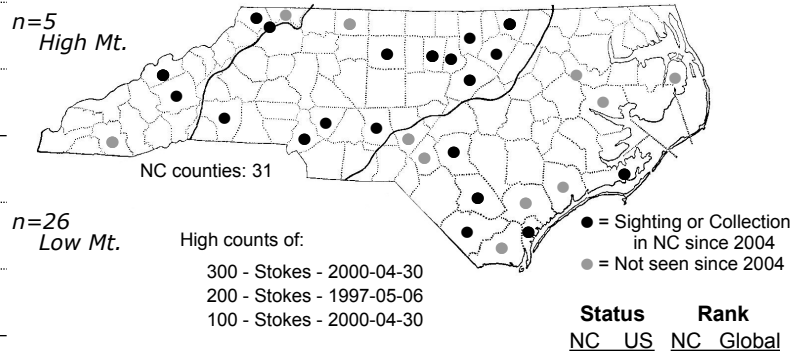 n=5
High Mt.
NC counties: 31
n=26
Low Mt.
High counts of:
300 - Stokes - 2000-04-30
200 - Stokes - 1997-05-06
100 - Stokes - 2000-04-30
= Sighting or Collection
in NC since 2004
= Not seen since 2004
Status Rank
NC US NC Global